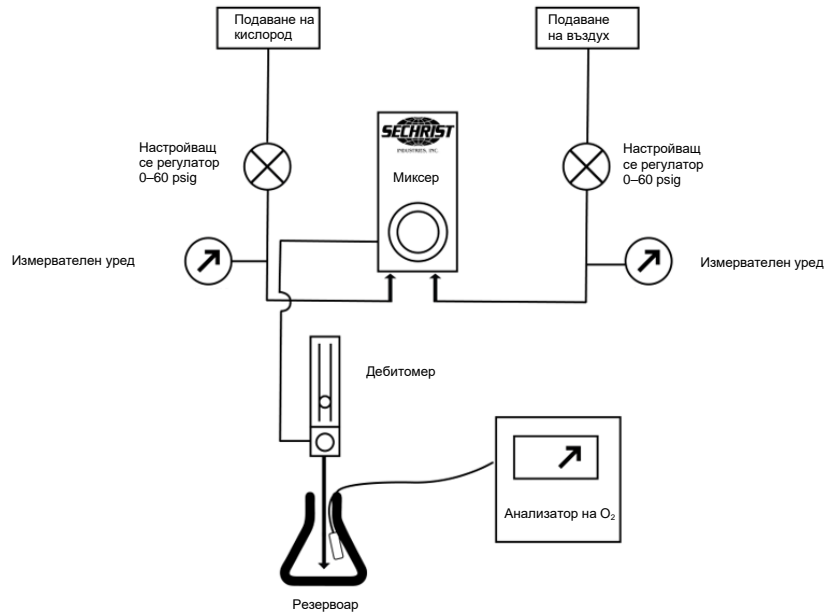 Подаване на
кислород
Подаване
на въздух
SECHRIST
INDUSTRIES, INC.
Миксер
Настройващ
се регулатор
0–60 psig
Настройващ
се регулатор
0–60 psig
Измервателен уред
Измервателен уред
Дебитомер
Анализатор на O₂
Резервоар